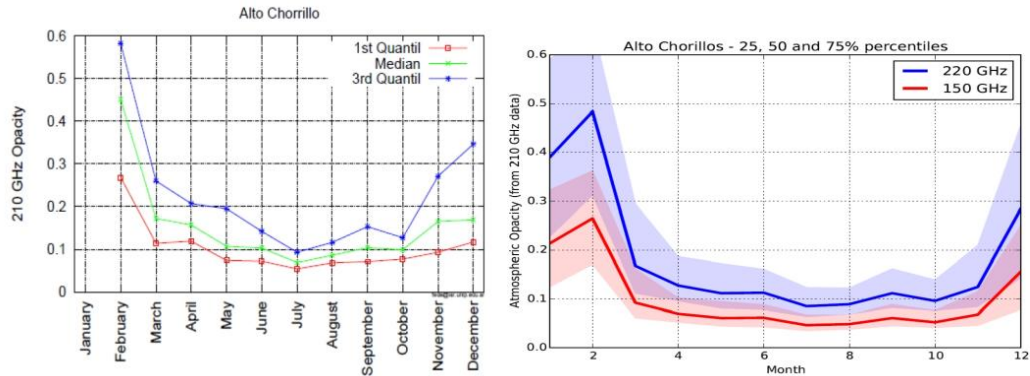 Alto Chorrillo
0.6
0.5
0.4
0.3
0.2
0.1
0
210 GHz Opacity
1st Quantil
Median
3rd Quantil
January
February
March
April
May
June
July
August
September
October
November
December
Alto Chorillos - 25, 50 and 75% percentiles
0.6
0.5
0.4
0.3
0.2
0.1
0.0
Atmospheric Opacity (from 210 GHz data)
220 GHz
150 GHz
2
4
6
8
10
12
Month